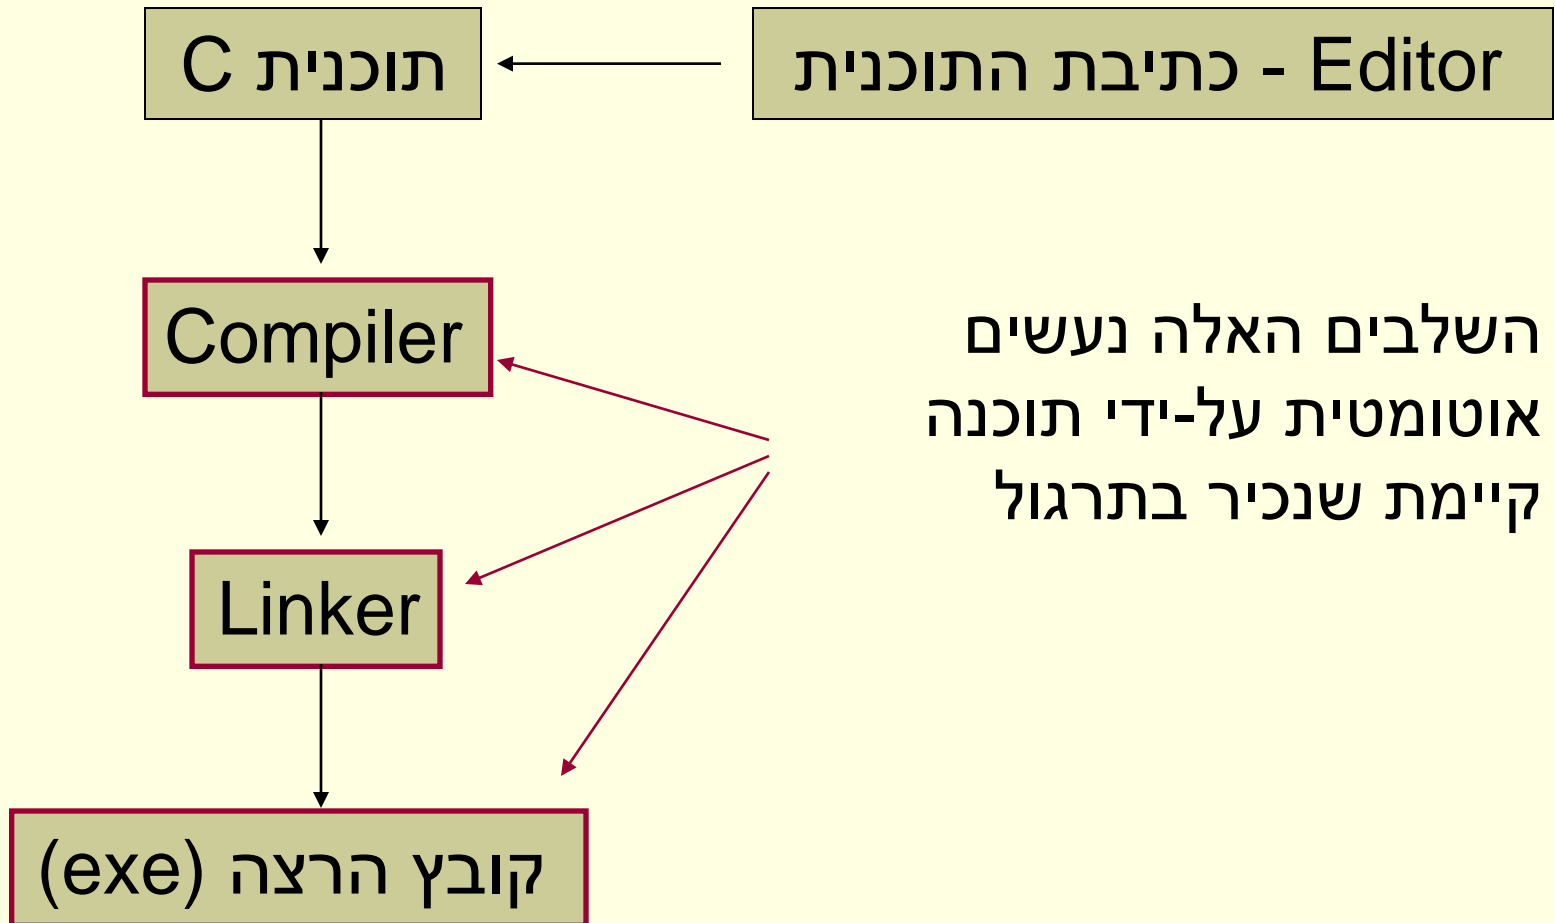 Editor - כתיבת התוכנית
תוכנית C
Compiler
השלבים האלה נעשים
אוטומטית על-ידי תוכנה
קיימת שנכיר בתרגול
Linker
קובץ הרצה (exe)